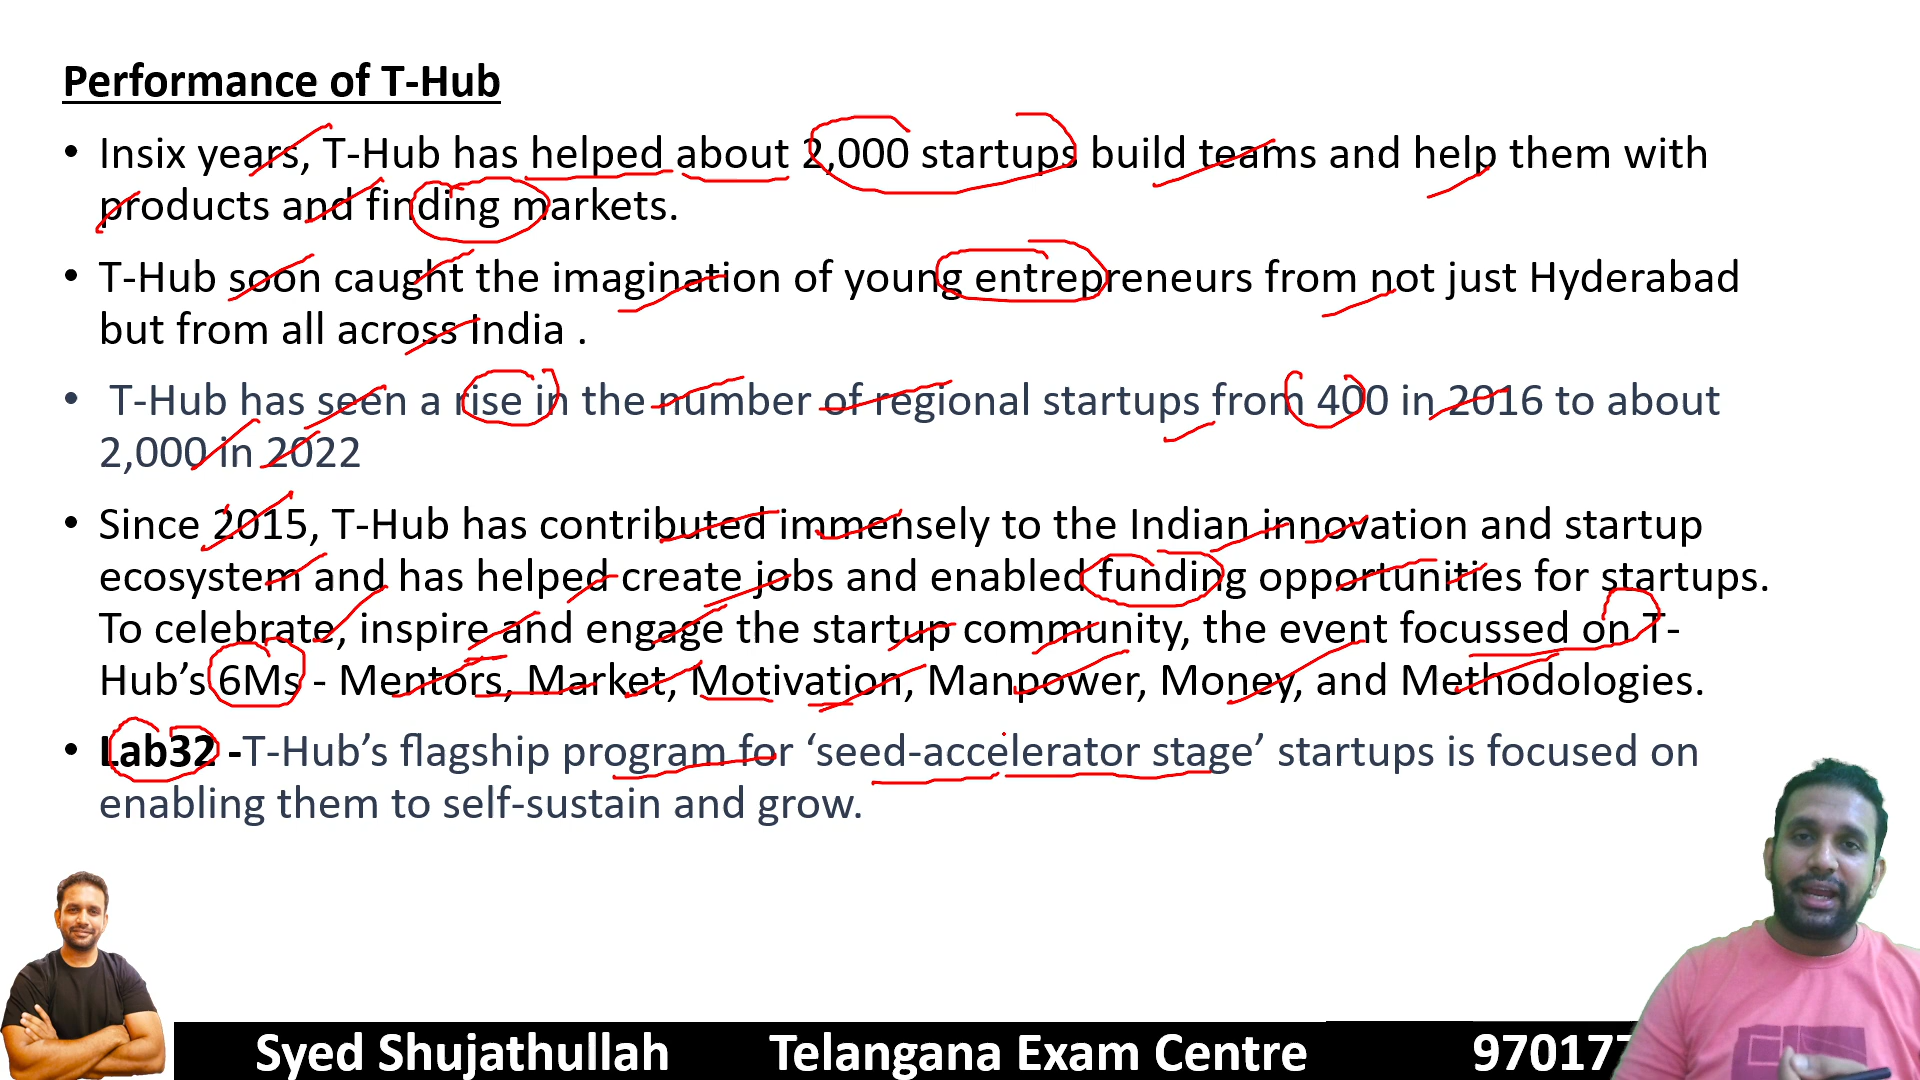 Performance of T-Hub
• Insix years, T-Hub has helped about 2,000 startups build teams and help them with
products and finding markets.
• T-Hub soon caught the imagination of young entrepreneurs from not just Hyderabad
but from all across India .
• T-Hub has seen a rise in the number of regional startups from 400 in 2016 to about
2,000 in 2022
• Since 2015, T-Hub has contributed immensely to the Indian innovation and startup
ecosystem and has helped create jobs and enabled funding opportunities for startups.
To celebrate, inspire and engage the startup community, the event focussed on T-
Hub’s 6Ms - Mentors, Market, Motivation, Manpower, Money, and Methodologies.
• Lab32 -T-Hub’s flagship program for ‘seed-accelerator stage’ startups is focused on
enabling them to self-sustain and grow.
Syed Shujathullah Telangana Exam Centre 97017